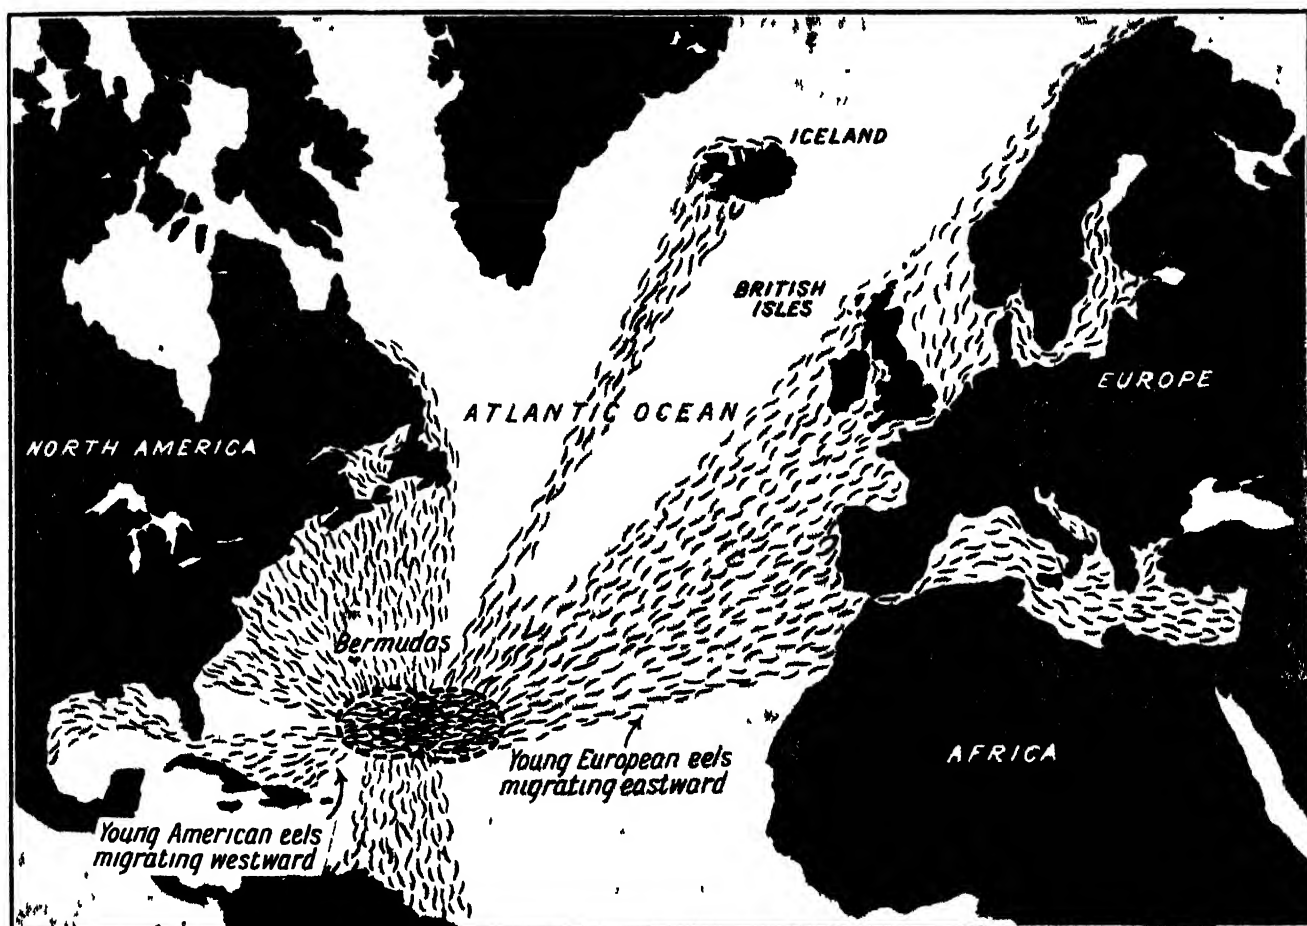 ICELAND
BRITISH
ISLES
EUROPE
ATLANTIC OCEAN
NORTH AMERICA
Bermudas
Young European eels
migrating eastward
AFRICA
Young American eels
migrating westward